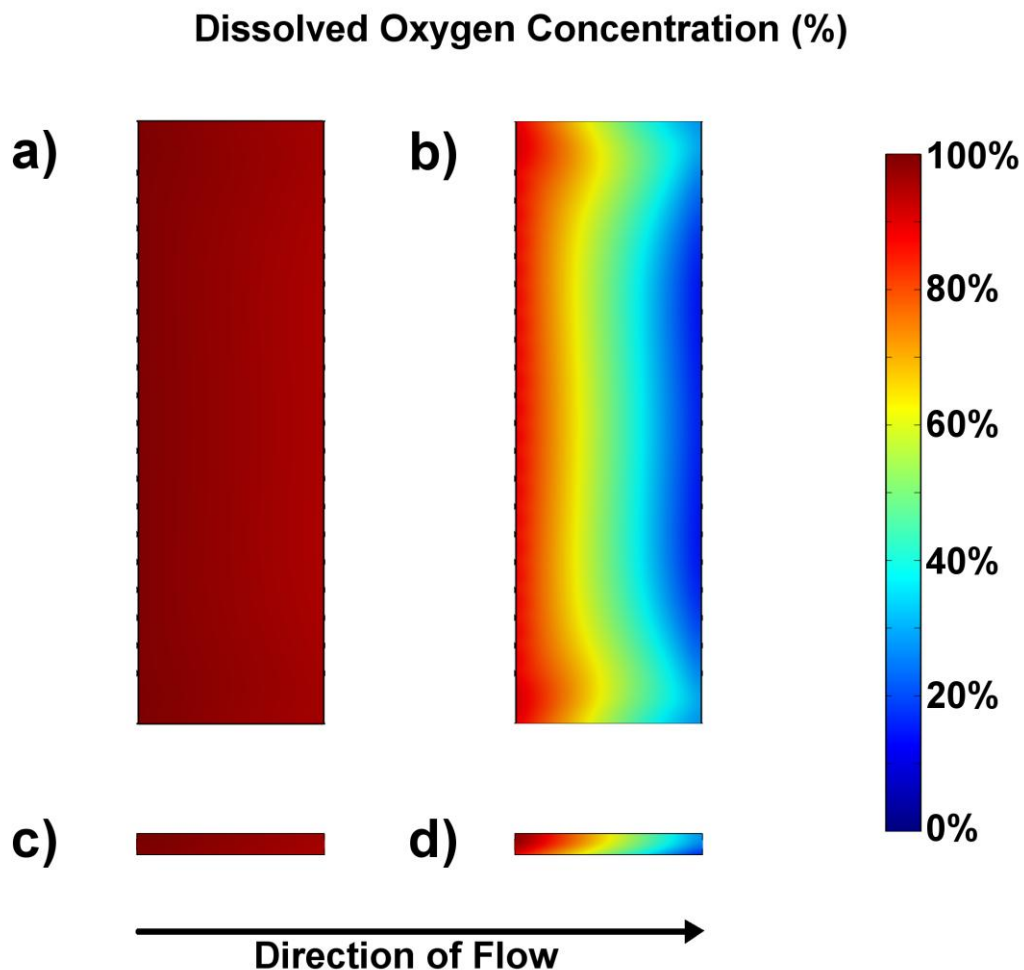 Dissolved Oxygen Concentration (%)
a)
b)
100%
80%
60%
40%
20%
0%
c)
d)
Direction of Flow